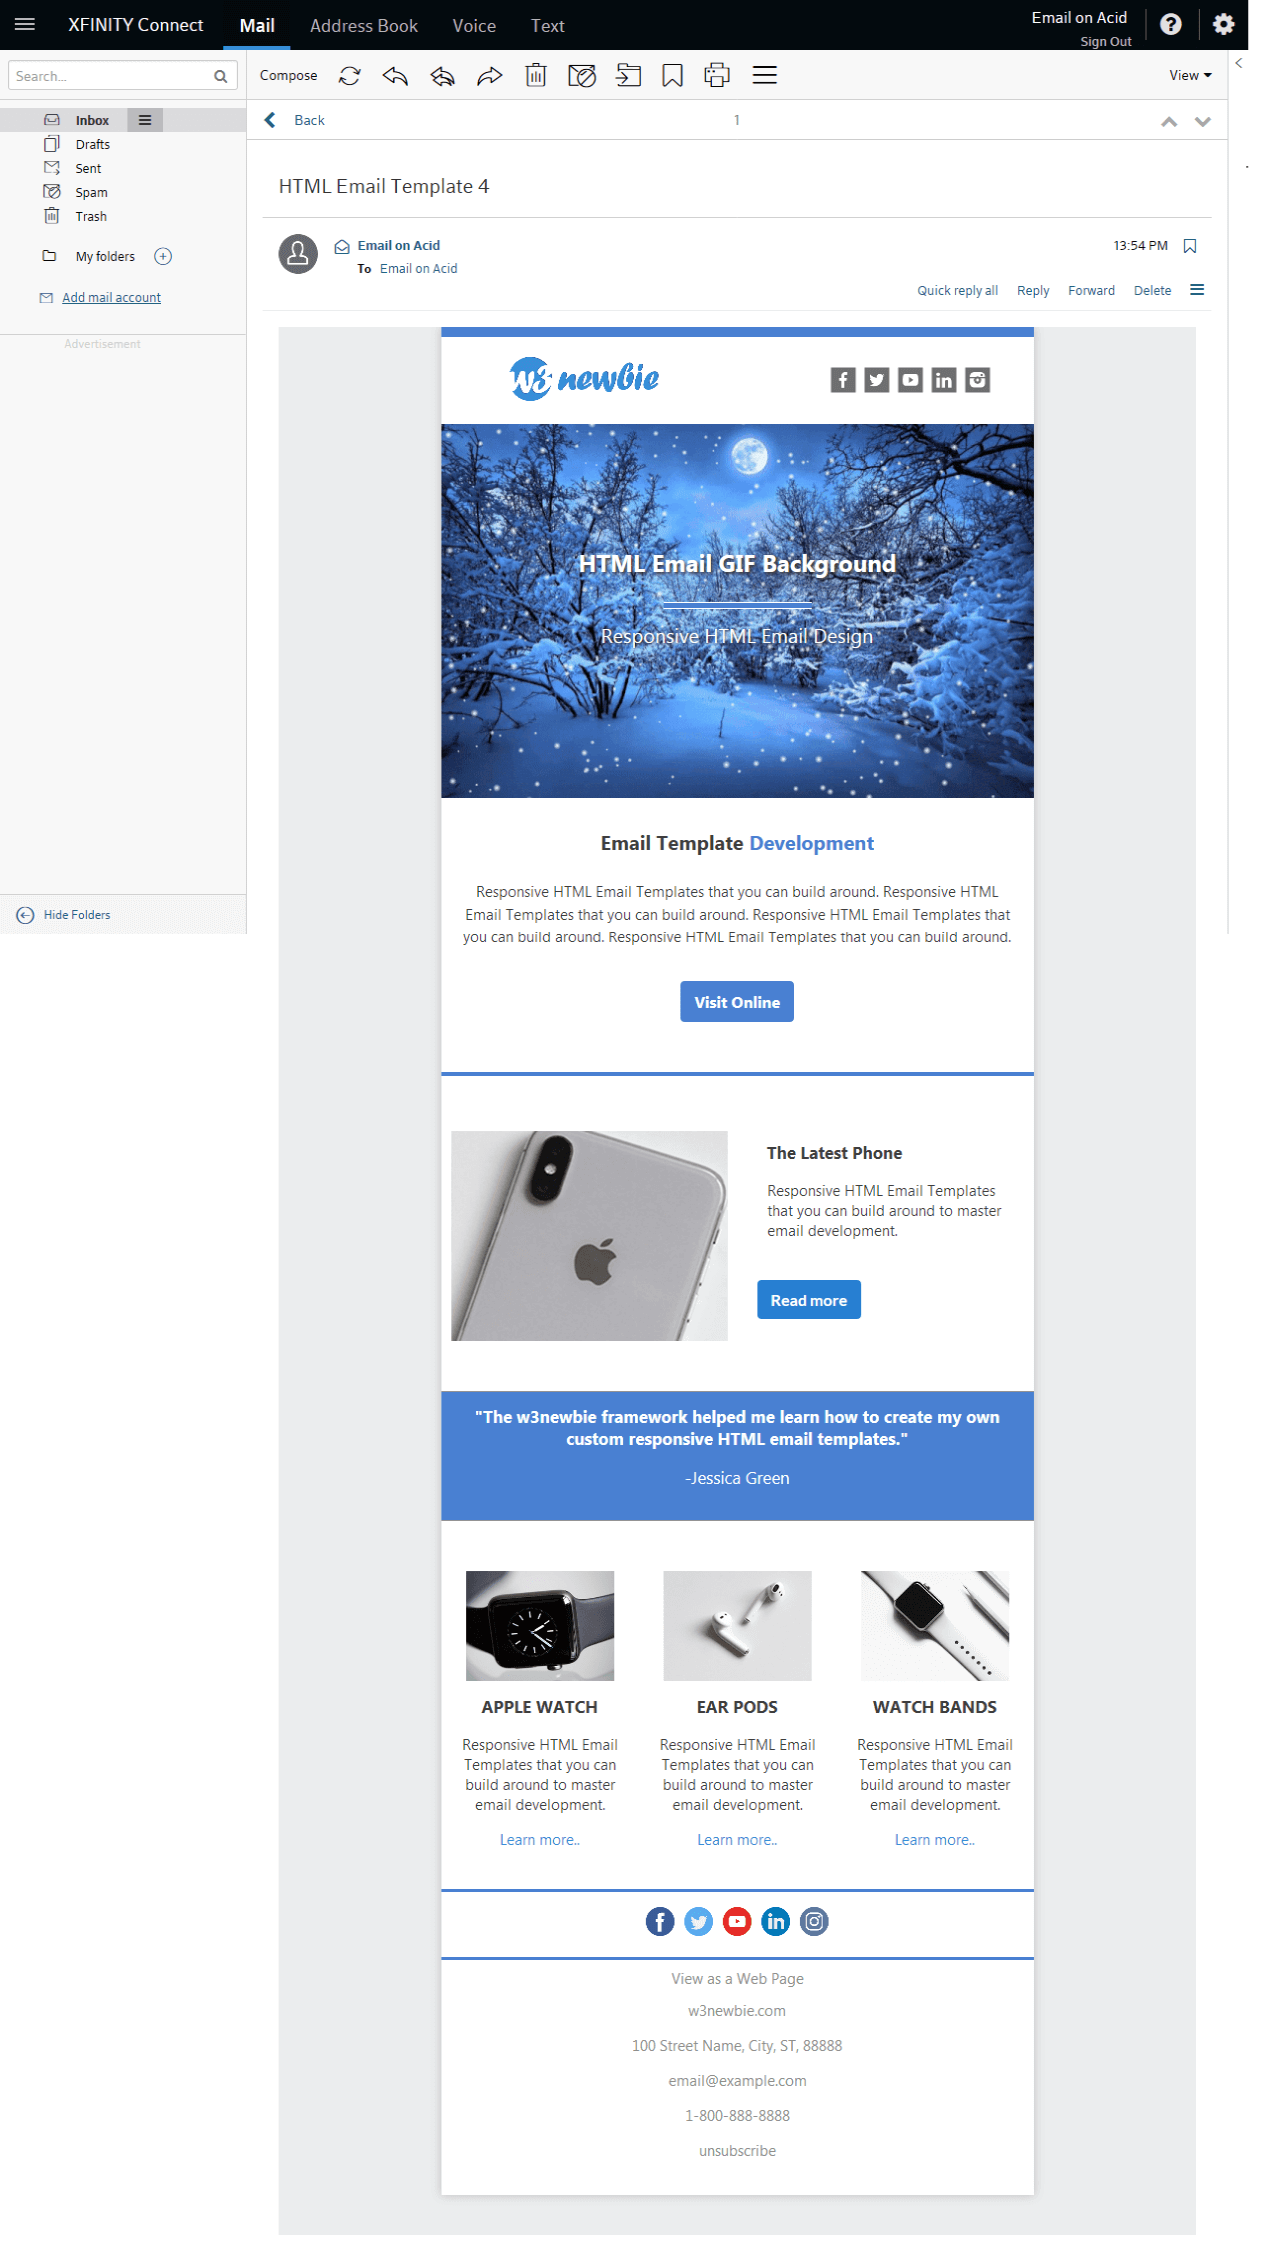 XFINITY Connect
Mail
Address Book
Voice
Text
Email on Acid
Sign Out
Search...
Compose
View
Inbox
Drafts
Sent
Spam
Trash
My folders
Add mail account
Advertisement
Hide Folders
Back
1
HTML Email Template 4
Email on Acid
13:54 PM
To Email on Acid
Quick reply all
Reply
Forward
Delete
w3newbie
HTML Email GIF Background
Responsive HTML Email Design
Email Template Development
Responsive HTML Email Templates that you can build around. Responsive HTML
Email Templates that you can build around. Responsive HTML Email Templates that
you can build around. Responsive HTML Email Templates that you can build around.
Visit Online
The Latest Phone
Responsive HTML Email Templates
that you can build around to master
email development.
Read more
"The w3newbie framework helped me learn how to create my own
custom responsive HTML email templates."
-Jessica Green
APPLE WATCH
Responsive HTML Email
Templates that you can
build around to master
email development.
Learn more..
EAR PODS
Responsive HTML Email
Templates that you can
build around to master
email development.
Learn more..
WATCH BANDS
Responsive HTML Email
Templates that you can
build around to master
email development.
Learn more..
View as a Web Page
w3newbie.com
100 Street Name, City, ST, 88888
email@example.com
1-800-888-8888
unsubscribe